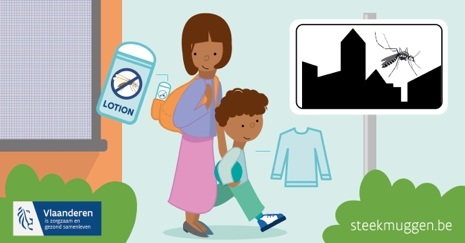 LOTION
Vlaanderen
is zorgzaam en
gezond samenleven
steekmuggen.be